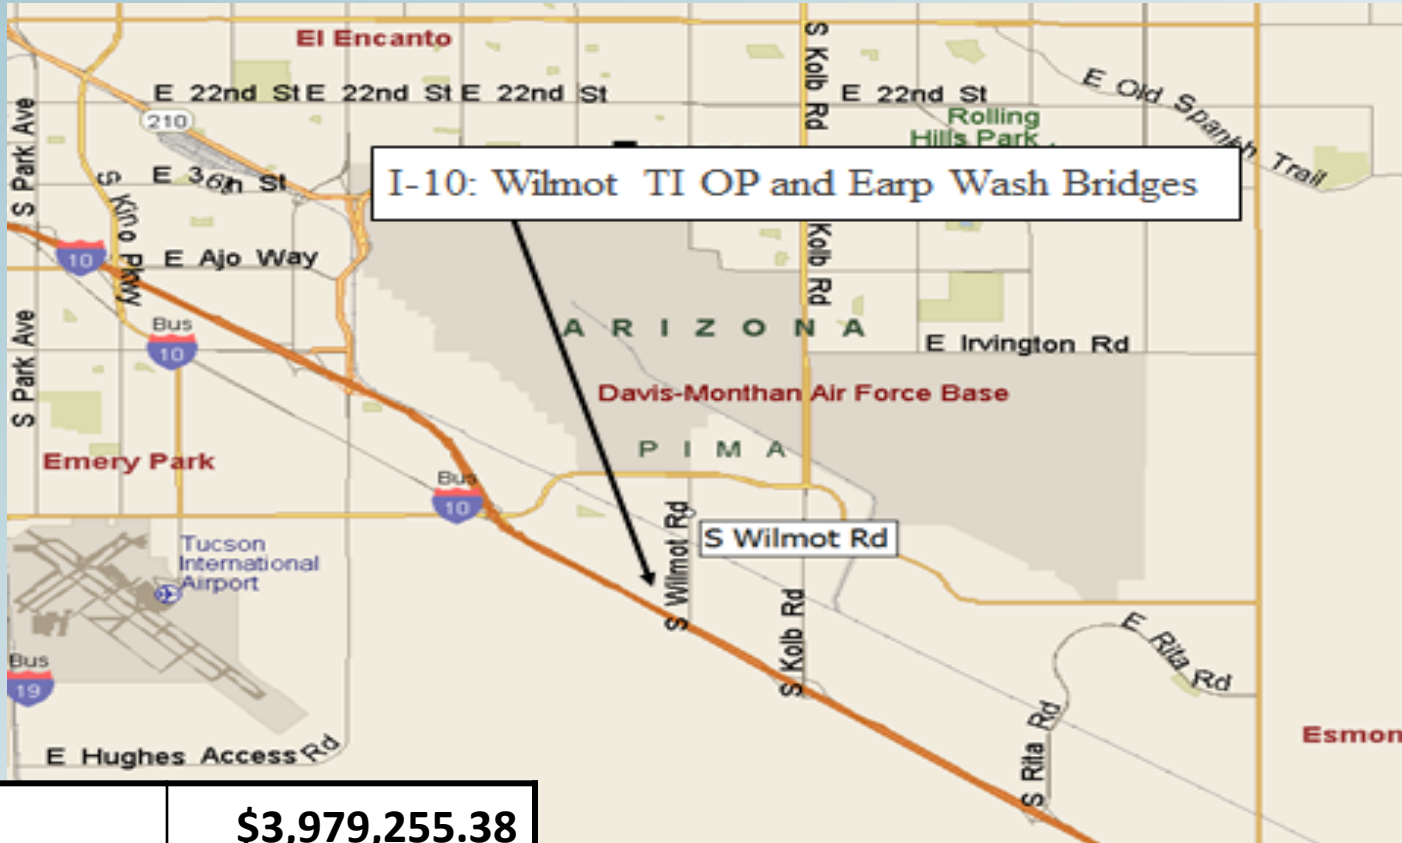 El Encanto
S Kolb Rd
E 22nd St E 22nd St E 22nd St
E 22nd St
E Old Spanish Trail
210
Rolling
Hills Park
S Park Ave
E 36th St
S Kino Pkwy
I-10: Wilmot TI OP and Earp Wash Bridges
Kolb Rd
10
E Ajo Way
Bus
10
S Park Ave
ARIZONA
E Irvington Rd
Davis-Monthan Air Force Base
PIMA
Emery Park
Bus
10
S Wilmot Rd
S Wilmot Rd
Tucson
International
Airport
S Kolb Rd
E Rita Rd
Bus
19
S Rita Rd
Esmon
E Hughes Access Rd
$3,979,255.38